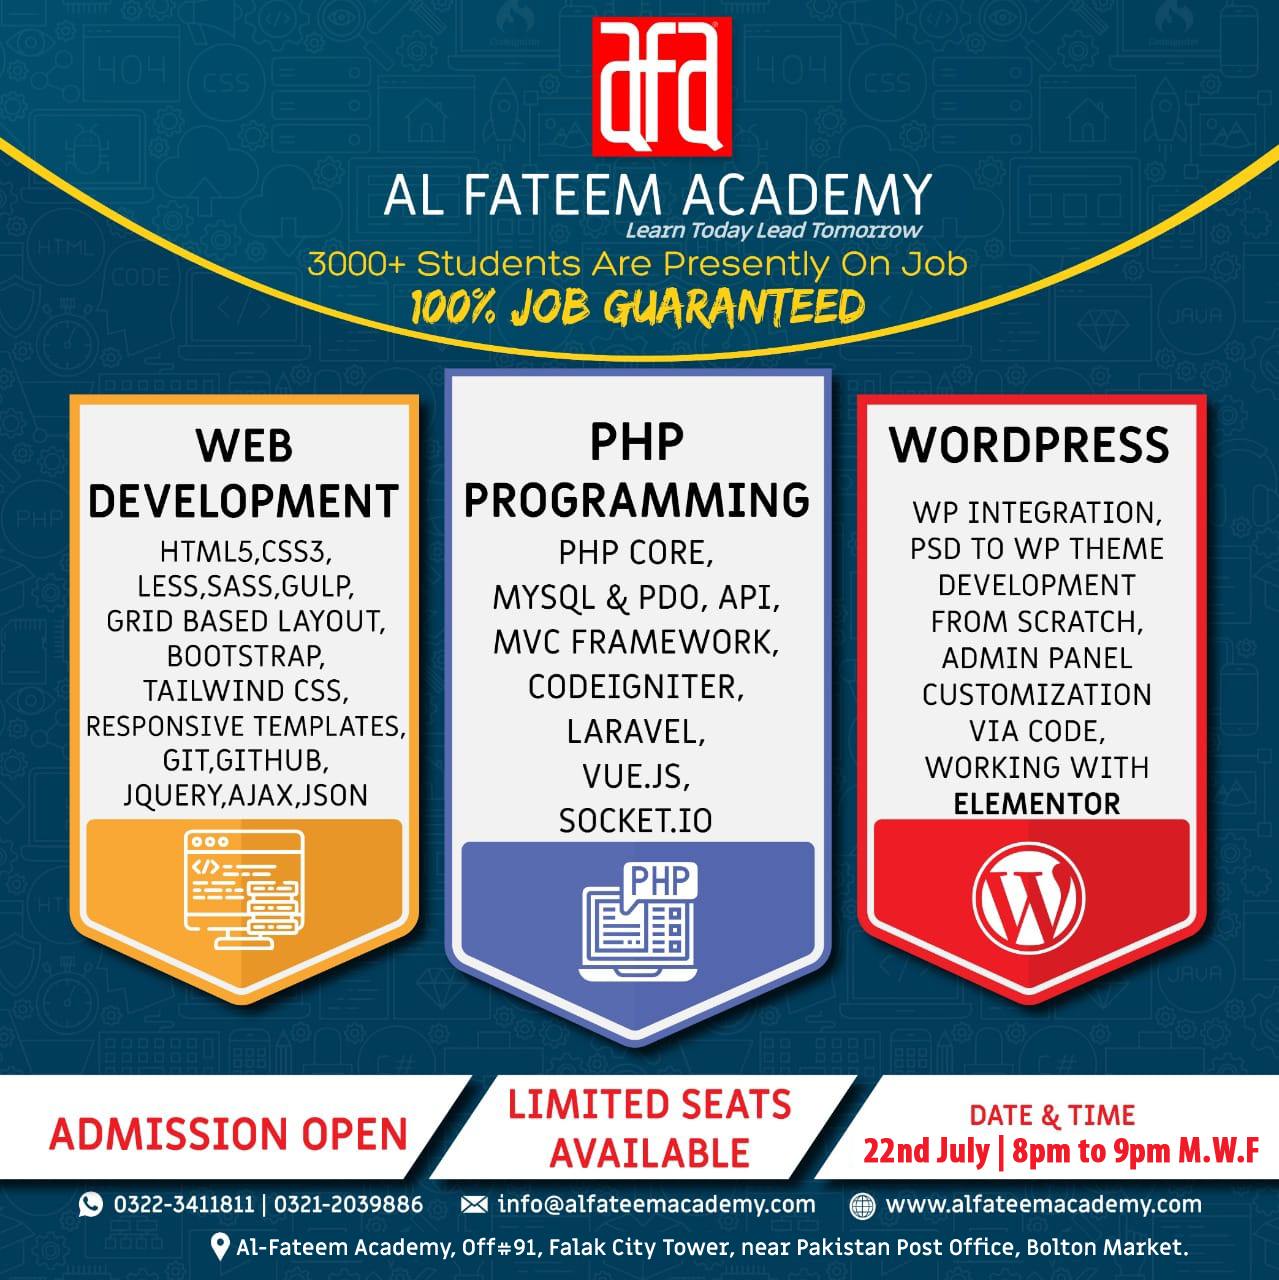 afa
AL FATEEM ACADEMY
Learn Today Lead Tomorrow
3000+ Students Are Presently On Job
100% JOB GUARANTEED
WEB
DEVELOPMENT
HTML5,CSS3,
LESS,SASS,GULP,
GRID BASED LAYOUT,
BOOTSTRAP,
TAILWIND CSS,
RESPONSIVE TEMPLATES,
GIT,GITHUB,
JQUERY,AJAX,JSON
PHP
PROGRAMMING
PHP CORE,
MYSQL & PDO, API,
MVC FRAMEWORK,
CODEIGNITER,
LARAVEL,
VUE.JS,
SOCKET.IO
PHP
WORDPRESS
WP INTEGRATION,
PSD TO WP THEME
DEVELOPMENT
FROM SCRATCH,
ADMIN PANEL
CUSTOMIZATION
VIA CODE,
WORKING WITH
ELEMENTOR
W
ADMISSION OPEN
LIMITED SEATS
AVAILABLE
DATE & TIME
22nd July | 8pm to 9pm M.W.F
0322-3411811 | 0321-2039886
info@alfateemacademy.com
www.alfateemacademy.com
Al-Fateem Academy, Off#91, Falak City Tower, near Pakistan Post Office, Bolton Market.